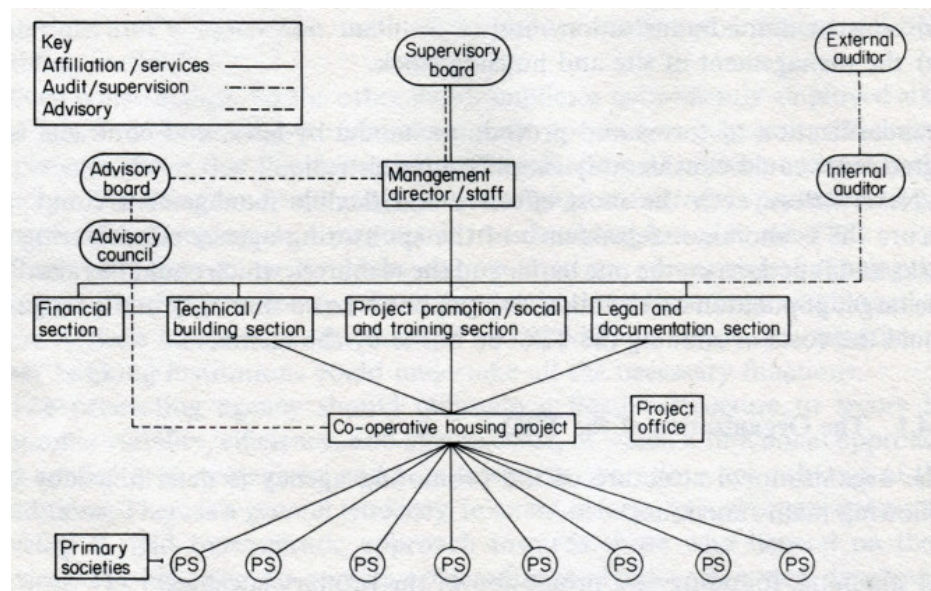 Key
Affiliation/services
Audit/supervision
Advisory
Supervisory
board
External
auditor
Advisory
board
Management
director/staff
Internal
auditor
Advisory
council
Financial
section
Technical/
building section
Project promotion/social
and training section
Legal and
documentation section
Co-operative housing project
Project
office
Primary
societies
PS
PS
PS
PS
PS
PS
PS
PS